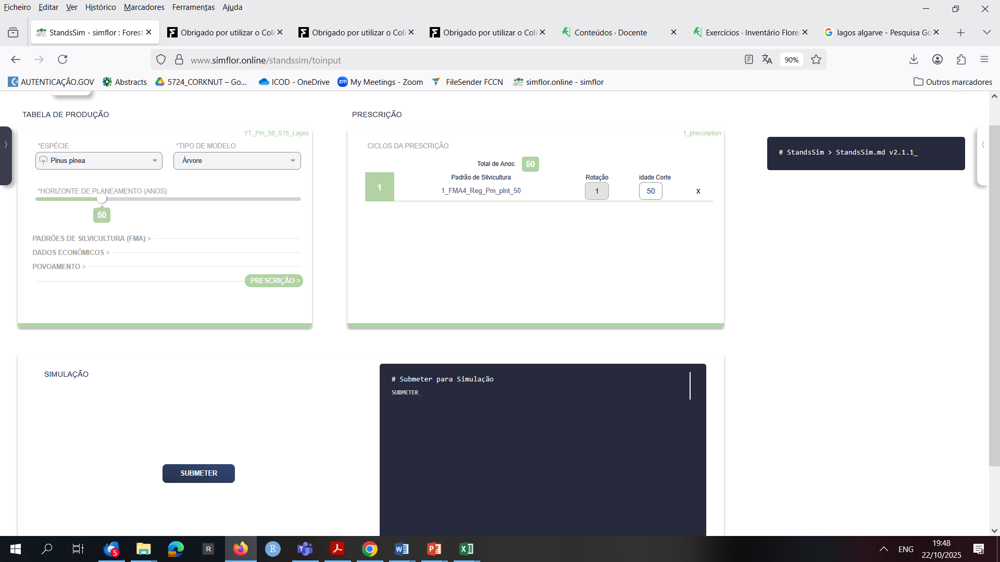 Ficheiro Editar Ver Histórico Marcadores Ferramentas Ajuda
StandsSim - simflor : Forest
Obrigado por utilizar o Coli
Obrigado por utilizar o Coli
Obrigado por utilizar o Coli
Conteúdos · Docente
Exercícios · Inventário Flores
lagos algarve - Pesquisa Go
www.simflor.online/standssim/toinput
90%
AUTENTICAÇÃO.GOV
Abstracts
5724_CORKNUT – Go...
ICOD - OneDrive
zm My Meetings - Zoom
FileSender FCCN
simflor.online - simflor
Outros marcadores
TABELA DE PRODUÇÃO
YT_Pm_50_S15_Lagos
*ESPÉCIE
*TIPO DE MODELO
Pinus pinea
Árvore
*HORIZONTE DE PLANEAMENTO (ANOS)
50
PADRÕES DE SILVICULTURA (FMA) >
DADOS ECONÓMICOS >
POVOAMENTO >
PRESCRIÇÃO >
PRESCRIÇÃO
1_prescription
CICLOS DA PRESCRIÇÃO
Total de Anos: 50
Padrão de Silvicultura Rotação idade Corte
1 1_FMA4_Reg_Pm_plnt_50 1 50 x
# StandsSim > StandsSim.md v2.1.1_
SIMULAÇÃO
SUBMETER
# Submeter para Simulação
SUBMETER_
5
R
R
ENG
19:48
22/10/2025